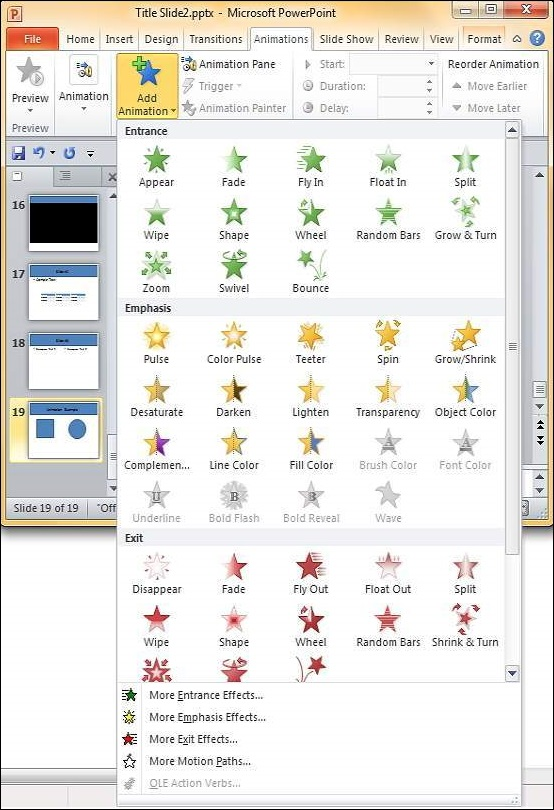 Title Slide2.pptx - Microsoft PowerPoint
File Home Insert Design Transitions Animations Slide Show Review View Format
Preview
Animation
Add Animation
Animation Pane
Trigger
Animation Painter
Start:
Duration:
Delay:
Reorder Animation
Move Earlier
Move Later
Preview
Entrance
Appear Fade Fly In Float In Split
Wipe Shape Wheel Random Bars Grow & Turn
Zoom Swivel Bounce
Emphasis
Pulse Color Pulse Teeter Spin Grow/Shrink
Desaturate Darken Lighten Transparency Object Color
Complemen... Line Color Fill Color Brush Color Font Color
Underline Bold Flash Bold Reveal Wave
Exit
Disappear Fade Fly Out Float Out Split
Wipe Shape Wheel Random Bars Shrink & Turn
More Entrance Effects...
More Emphasis Effects...
More Exit Effects...
More Motion Paths...
OLE Action Verbs...
16
17
18
19
Slide 19 of 19 "Off